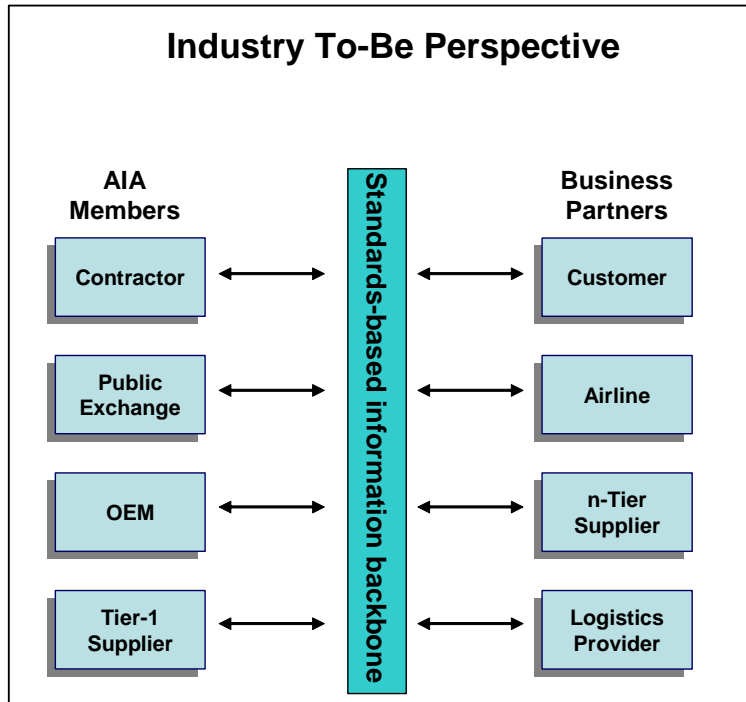 Industry To-Be Perspective
AIA
Members
Business
Partners
Standards-based information backbone
Contractor
Customer
Public
Exchange
Airline
OEM
n-Tier
Supplier
Tier-1
Supplier
Logistics
Provider